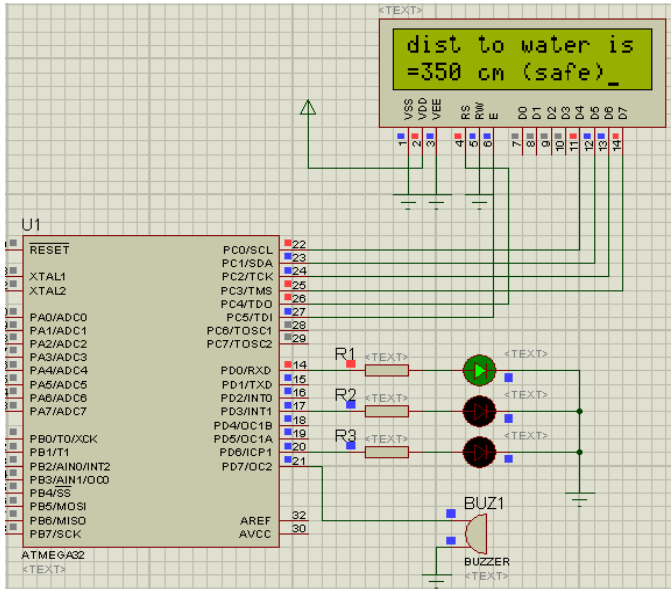 <TEXT>
dist to water is
=350 cm (safe)_
VSS VDD VEE RS RW E D0 D1 D2 D3 D4 D5 D6 D7
1 2 3 4 5 6 7 8 9 10 11 12 13 14
U1
RESET
XTAL1
XTAL2
PA0/ADC0
PA1/ADC1
PA2/ADC2
PA3/ADC3
PA4/ADC4
PA5/ADC5
PA6/ADC6
PA7/ADC7
PB0/T0/XCK
PB1/T1
PB2/AIN0/INT2
PB3/AIN1/OC0
PB4/SS
PB5/MOSI
PB6/MISO
PB7/SCK
PC0/SCL 22
PC1/SDA 23
PC2/TCK 24
PC3/TMS 25
PC4/TDO 26
PC5/TDI 27
PC6/TOSC1 28
PC7/TOSC2 29
PD0/RXD 14
PD1/TXD 15
PD2/INT0 16
PD3/INT1 17
PD4/OC1B 18
PD5/OC1A 19
PD6/ICP1 20
PD7/OC2 21
AREF 32
AVCC 30
ATMEGA32
<TEXT>
R1
<TEXT>
<TEXT>
R2
<TEXT>
<TEXT>
R3
<TEXT>
<TEXT>
BUZ1
BUZZER
<TEXT>